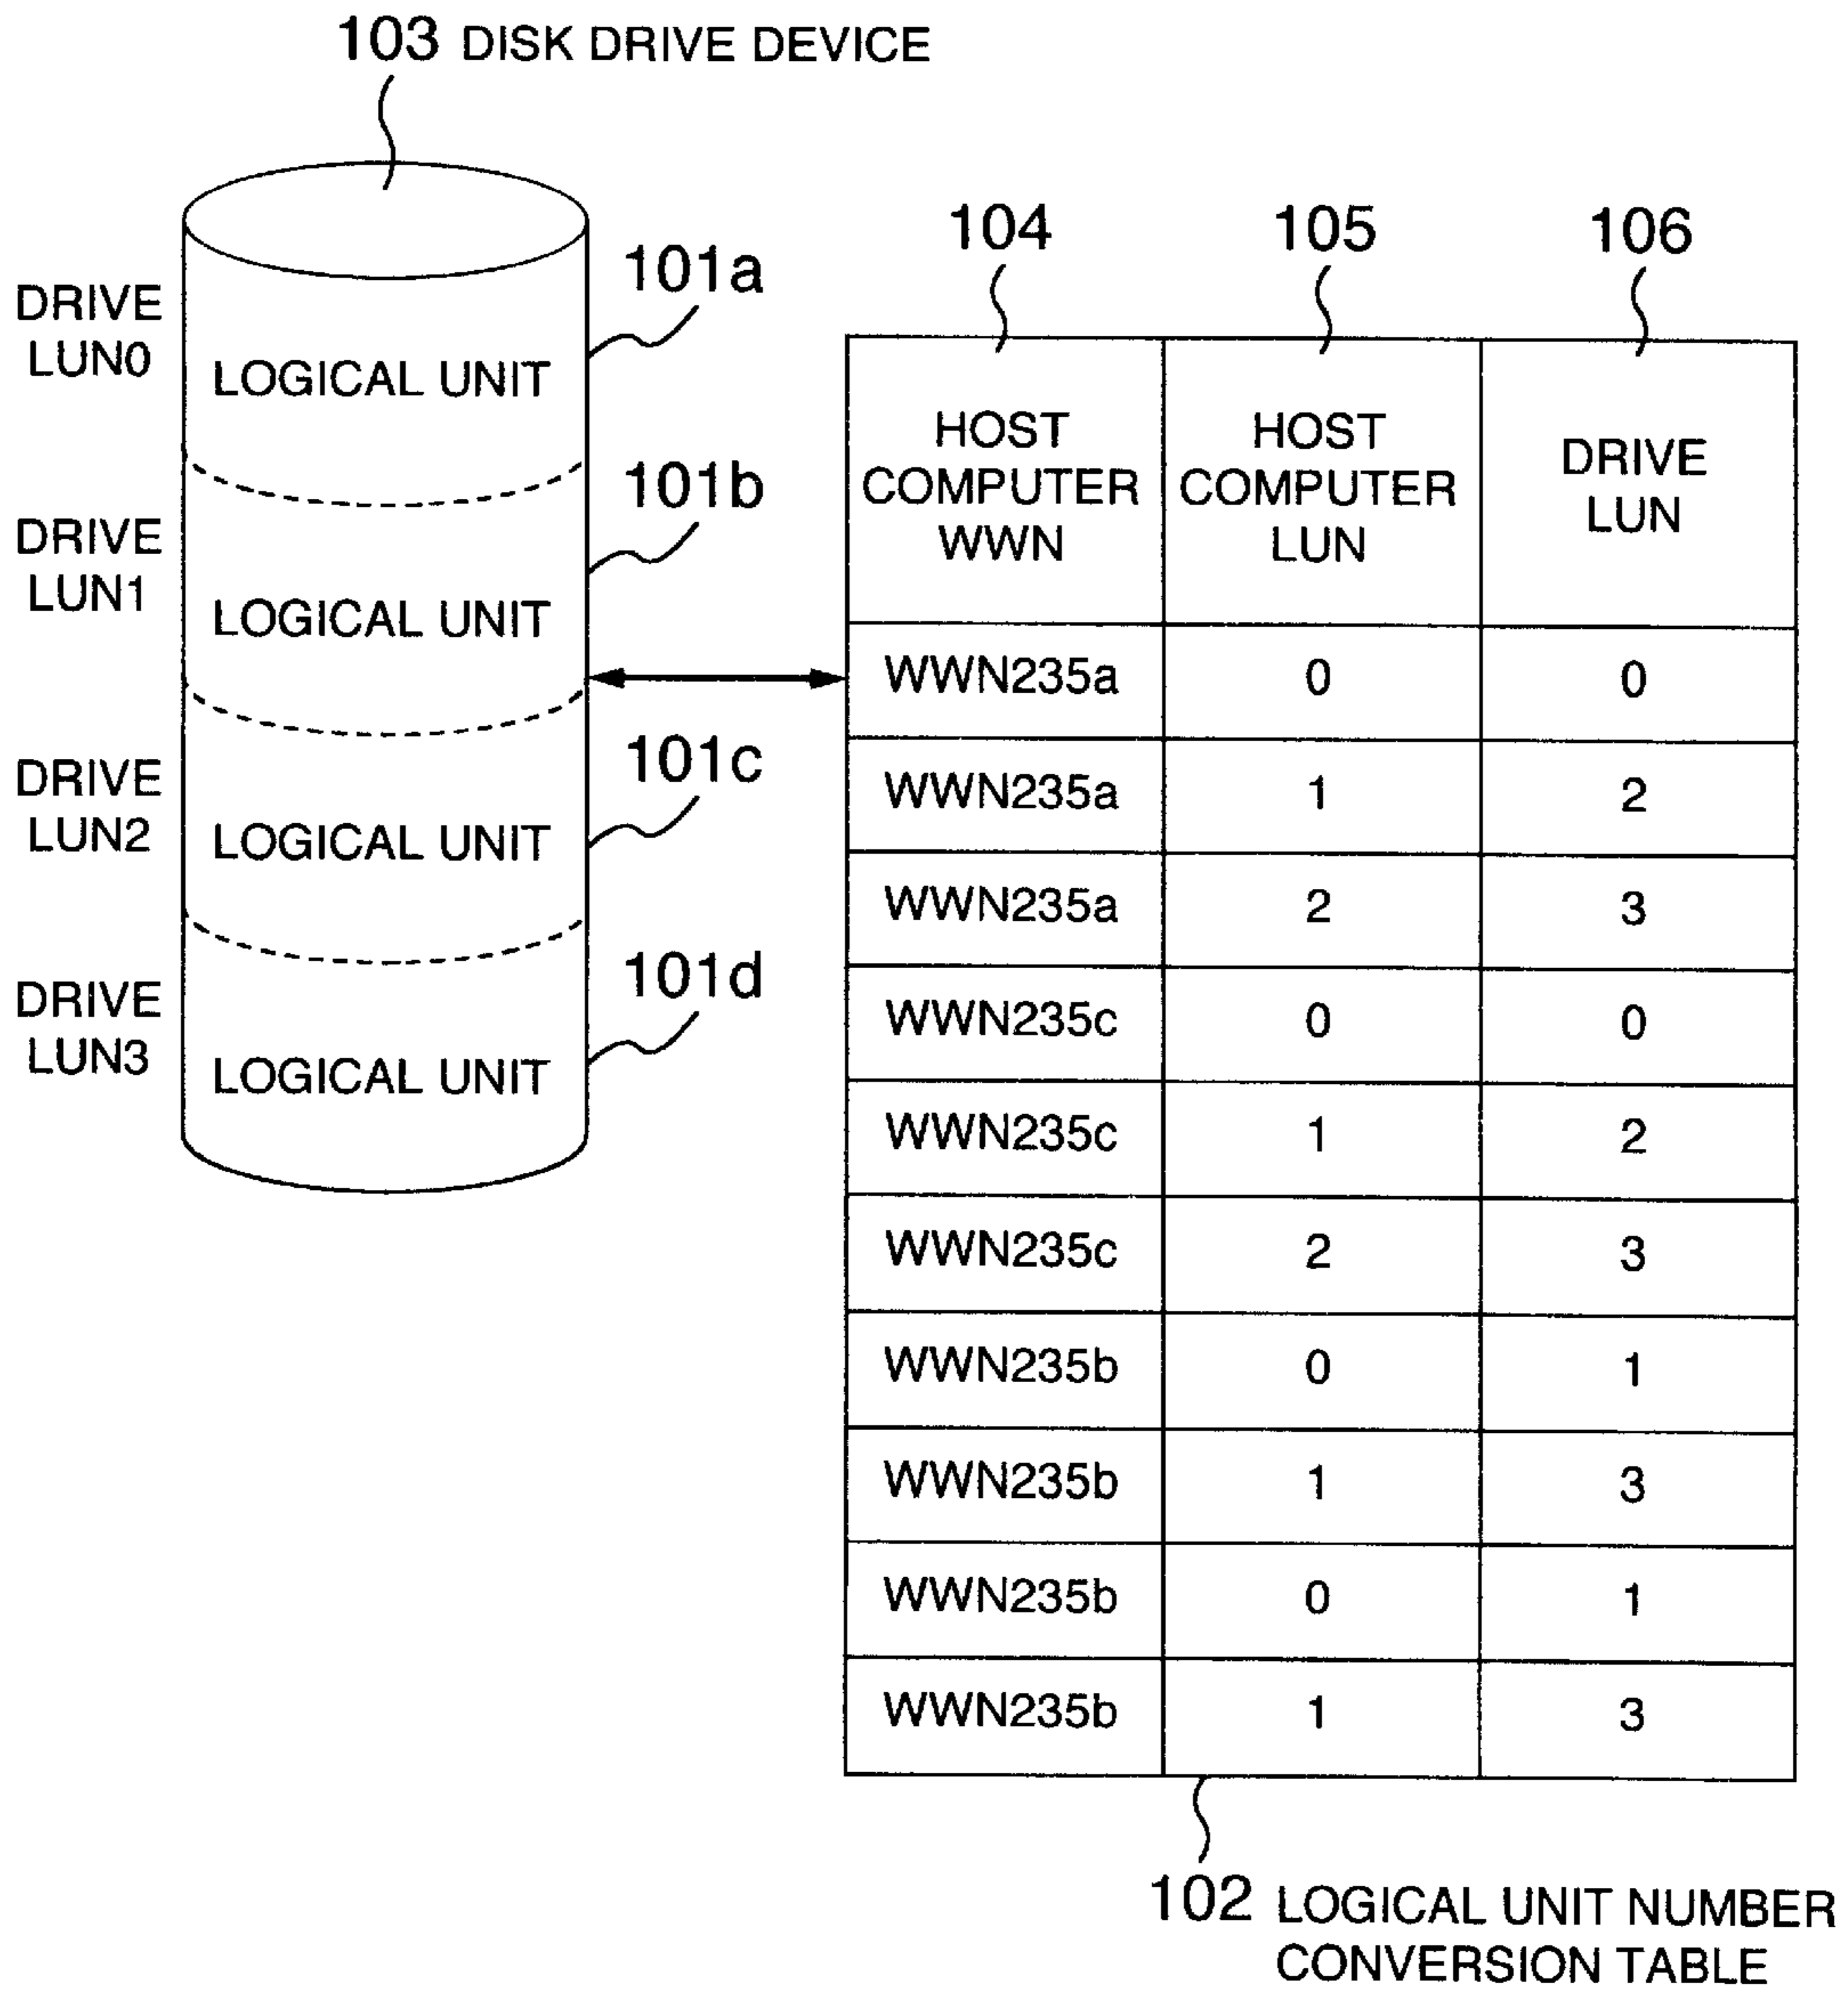 103 DISK DRIVE DEVICE
DRIVE
LUN0
LOGICAL UNIT
101a
DRIVE
LUN1
LOGICAL UNIT
101b
DRIVE
LUN2
LOGICAL UNIT
101c
DRIVE
LUN3
LOGICAL UNIT
101d
104 105 106
HOST
COMPUTER
WWN
HOST
COMPUTER
LUN
DRIVE
LUN
WWN235a 0 0
WWN235a 1 2
WWN235a 2 3
WWN235c 0 0
WWN235c 1 2
WWN235c 2 3
WWN235b 0 1
WWN235b 1 3
WWN235b 0 1
WWN235b 1 3
102 LOGICAL UNIT NUMBER
CONVERSION TABLE